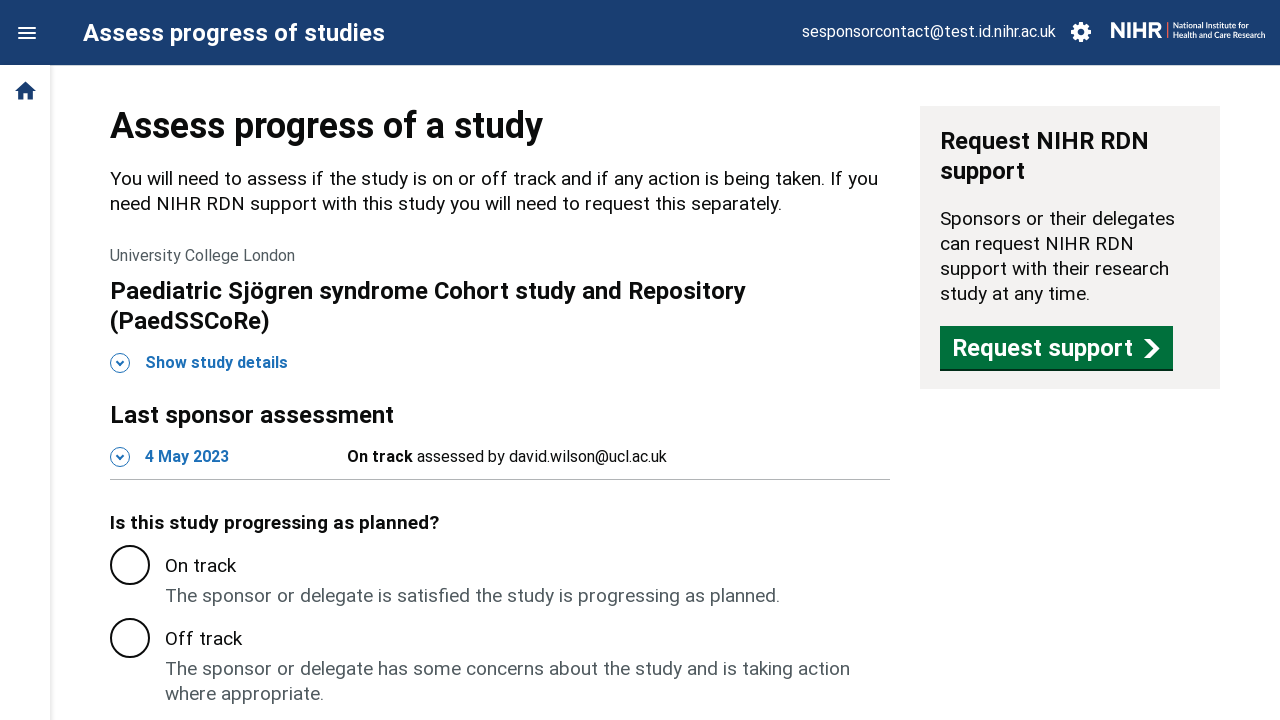 Assess progress of studies
sesponsorcontact@test.id.nihr.ac.uk
NIHR
National Institute for
Health and Care Research
Assess progress of a study
You will need to assess if the study is on or off track and if any action is being taken. If you
need NIHR RDN support with this study you will need to request this separately.
University College London
Paediatric Sjögren syndrome Cohort study and Repository
(PaedSSCoRe)
Show study details
Last sponsor assessment
4 May 2023
On track assessed by david.wilson@ucl.ac.uk
Is this study progressing as planned?
On track
The sponsor or delegate is satisfied the study is progressing as planned.
Off track
The sponsor or delegate has some concerns about the study and is taking action
where appropriate.
Request NIHR RDN
support
Sponsors or their delegates
can request NIHR RDN
support with their research
study at any time.
Request support